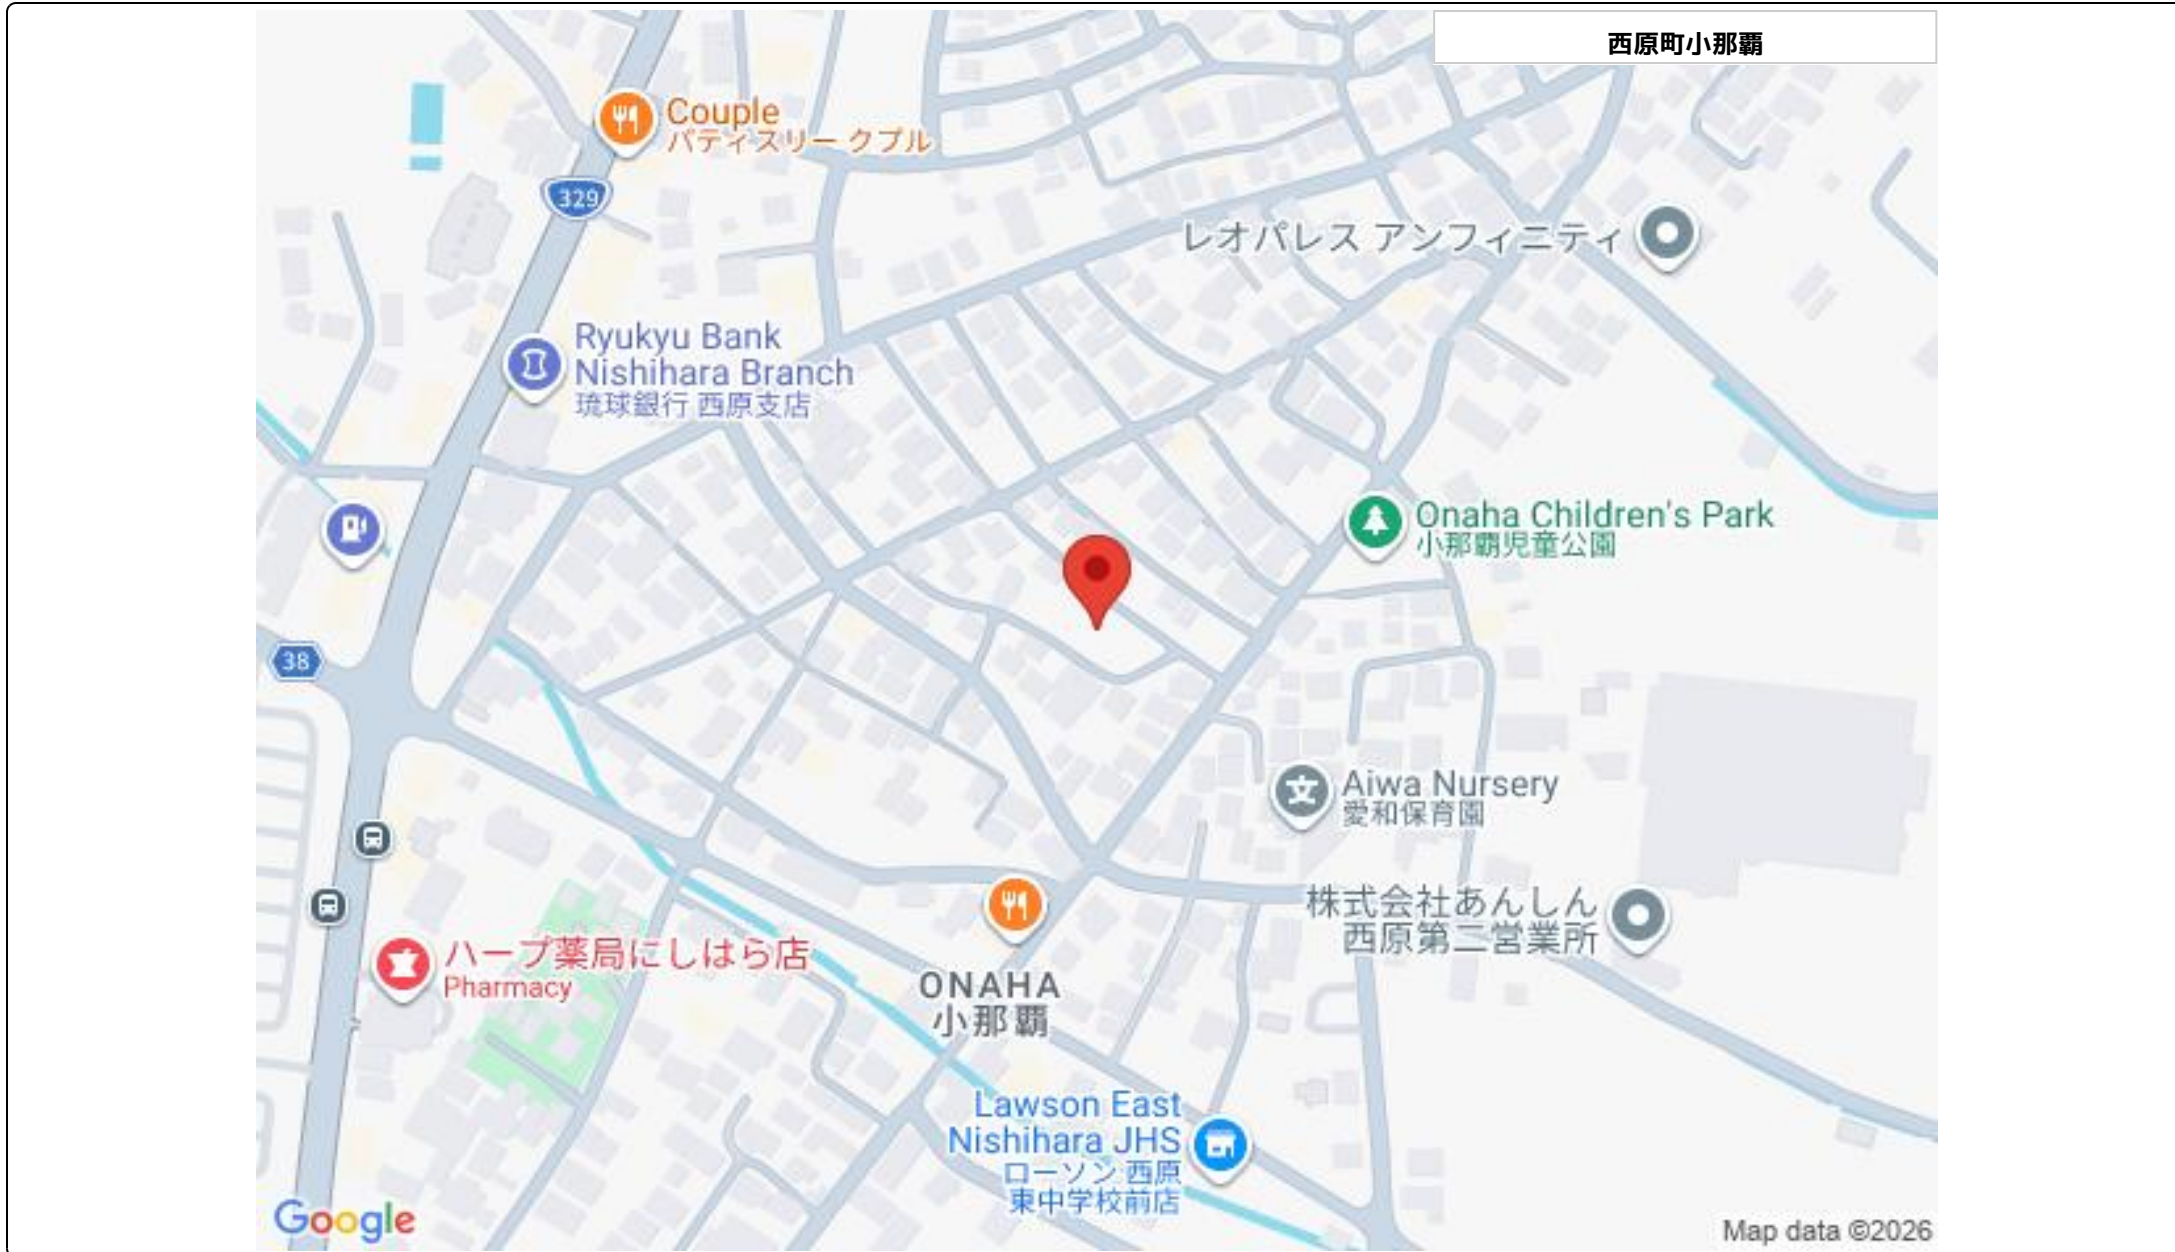 西原町小那覇
Couple
パティスリー クプル
329
レオパレス アンフィニティ
Ryukyu Bank
Nishihara Branch
琉球銀行 西原支店
Onaha Children's Park
小那覇児童公園
38
Aiwa Nursery
愛和保育園
株式会社あんしん
西原第二営業所
ハープ薬局にしはら店
Pharmacy
ONAHA
小那覇
Lawson East
Nishihara JHS
ローソン 西原
東中学校前店
Google
Map data ©2026